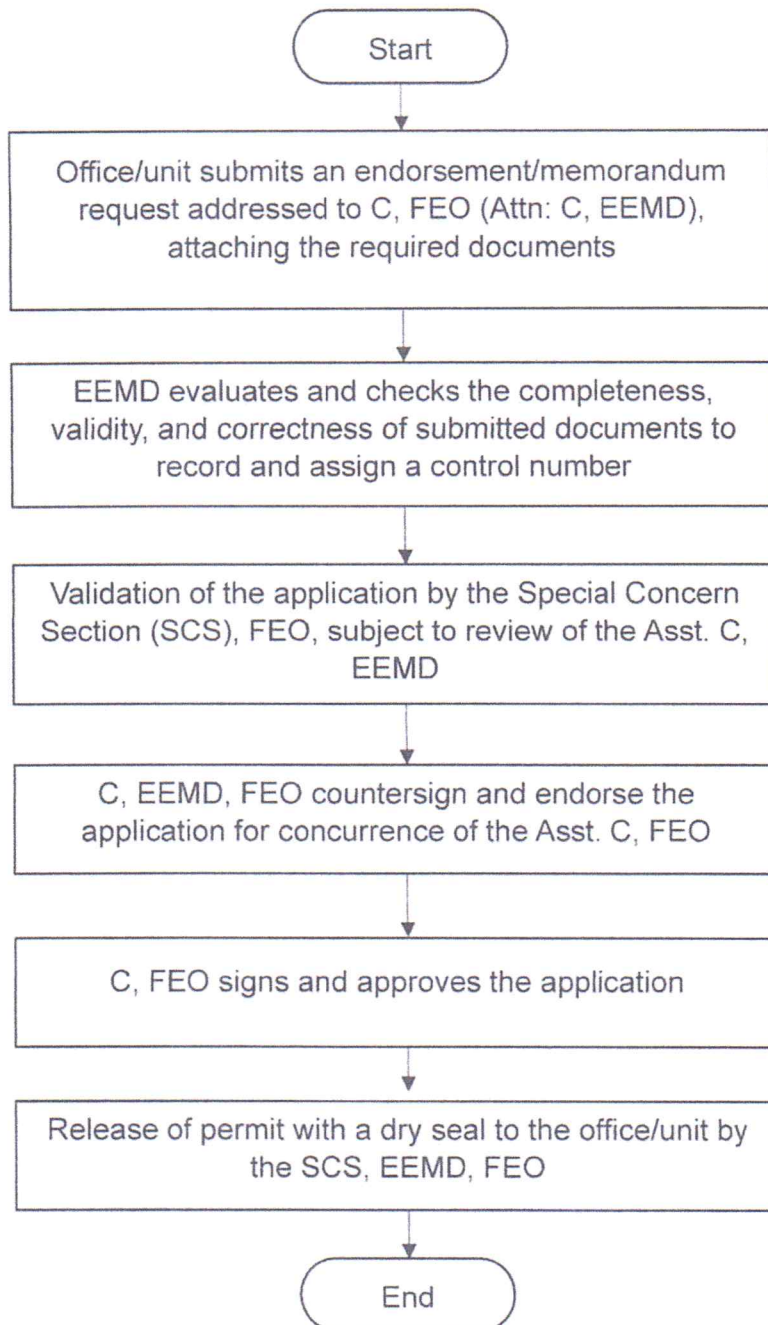 Start
Office/unit submits an endorsement/memorandum
request addressed to C, FEO (Attn: C, EEMD),
attaching the required documents
EEMD evaluates and checks the completeness,
validity, and correctness of submitted documents to
record and assign a control number
Validation of the application by the Special Concern
Section (SCS), FEO, subject to review of the Asst. C,
EEMD
C, EEMD, FEO countersign and endorse the
application for concurrence of the Asst. C, FEO
C, FEO signs and approves the application
Release of permit with a dry seal to the office/unit by
the SCS, EEMD, FEO
End